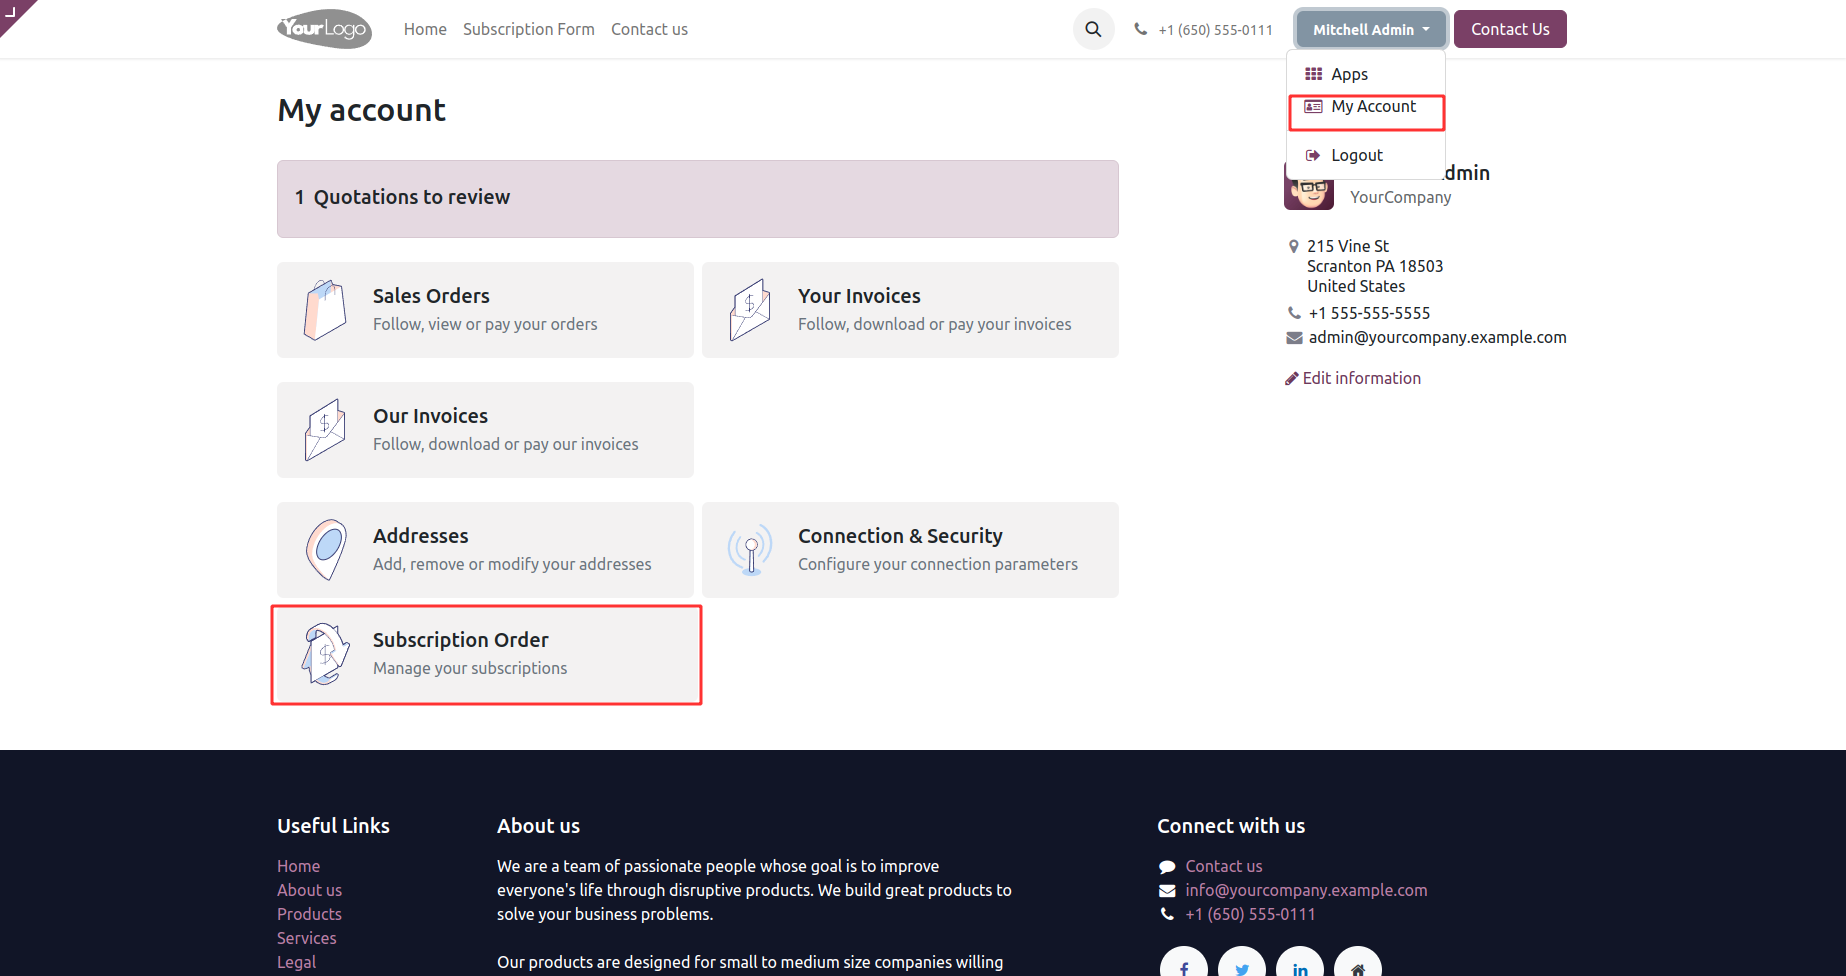 YourLogo
Home
Subscription Form
Contact us
+1 (650) 555-0111
Mitchell Admin
Contact Us
Apps
My Account
Logout
My account
1 Quotations to review
dmin
YourCompany
215 Vine St
Scranton PA 18503
United States
+1 555-555-5555
admin@yourcompany.example.com
Edit information
Sales Orders
Follow, view or pay your orders
Your Invoices
Follow, download or pay your invoices
Our Invoices
Follow, download or pay our invoices
Addresses
Add, remove or modify your addresses
Connection & Security
Configure your connection parameters
Subscription Order
Manage your subscriptions
Useful Links
Home
About us
Products
Services
Legal
About us
We are a team of passionate people whose goal is to improve
everyone's life through disruptive products. We build great products to
solve your business problems.
Our products are designed for small to medium size companies willing
Connect with us
Contact us
info@yourcompany.example.com
+1 (650) 555-0111